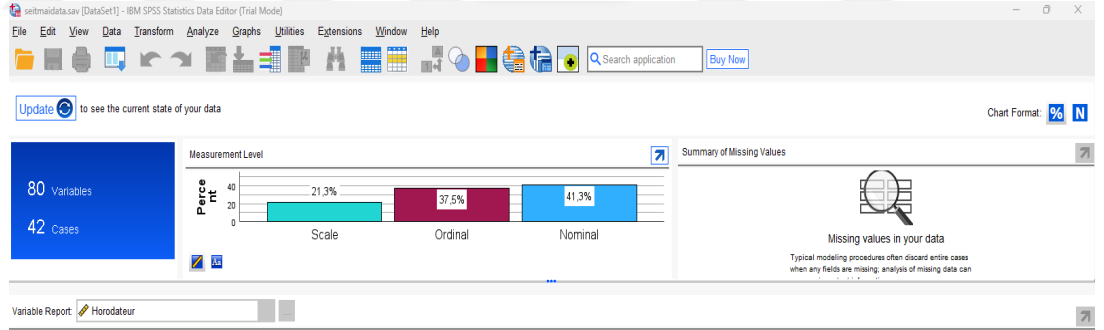 seitmaidata.sav [DataSet1] - IBM SPSS Statistics Data Editor (Trial Mode)
File Edit View Data Transform Analyze Graphs Utilities Extensions Window Help
Search application
Buy Now
Update to see the current state of your data
Chart Format: % N
80 Variables
42 Cases
Measurement Level
Percent
40
20
0
21,3%
37,5%
41,3%
Scale Ordinal Nominal
Aa
Summary of Missing Values
Missing values in your data
Typical modeling procedures often discard entire cases
when any fields are missing; analysis of missing data can
Variable Report: Horodateur
...